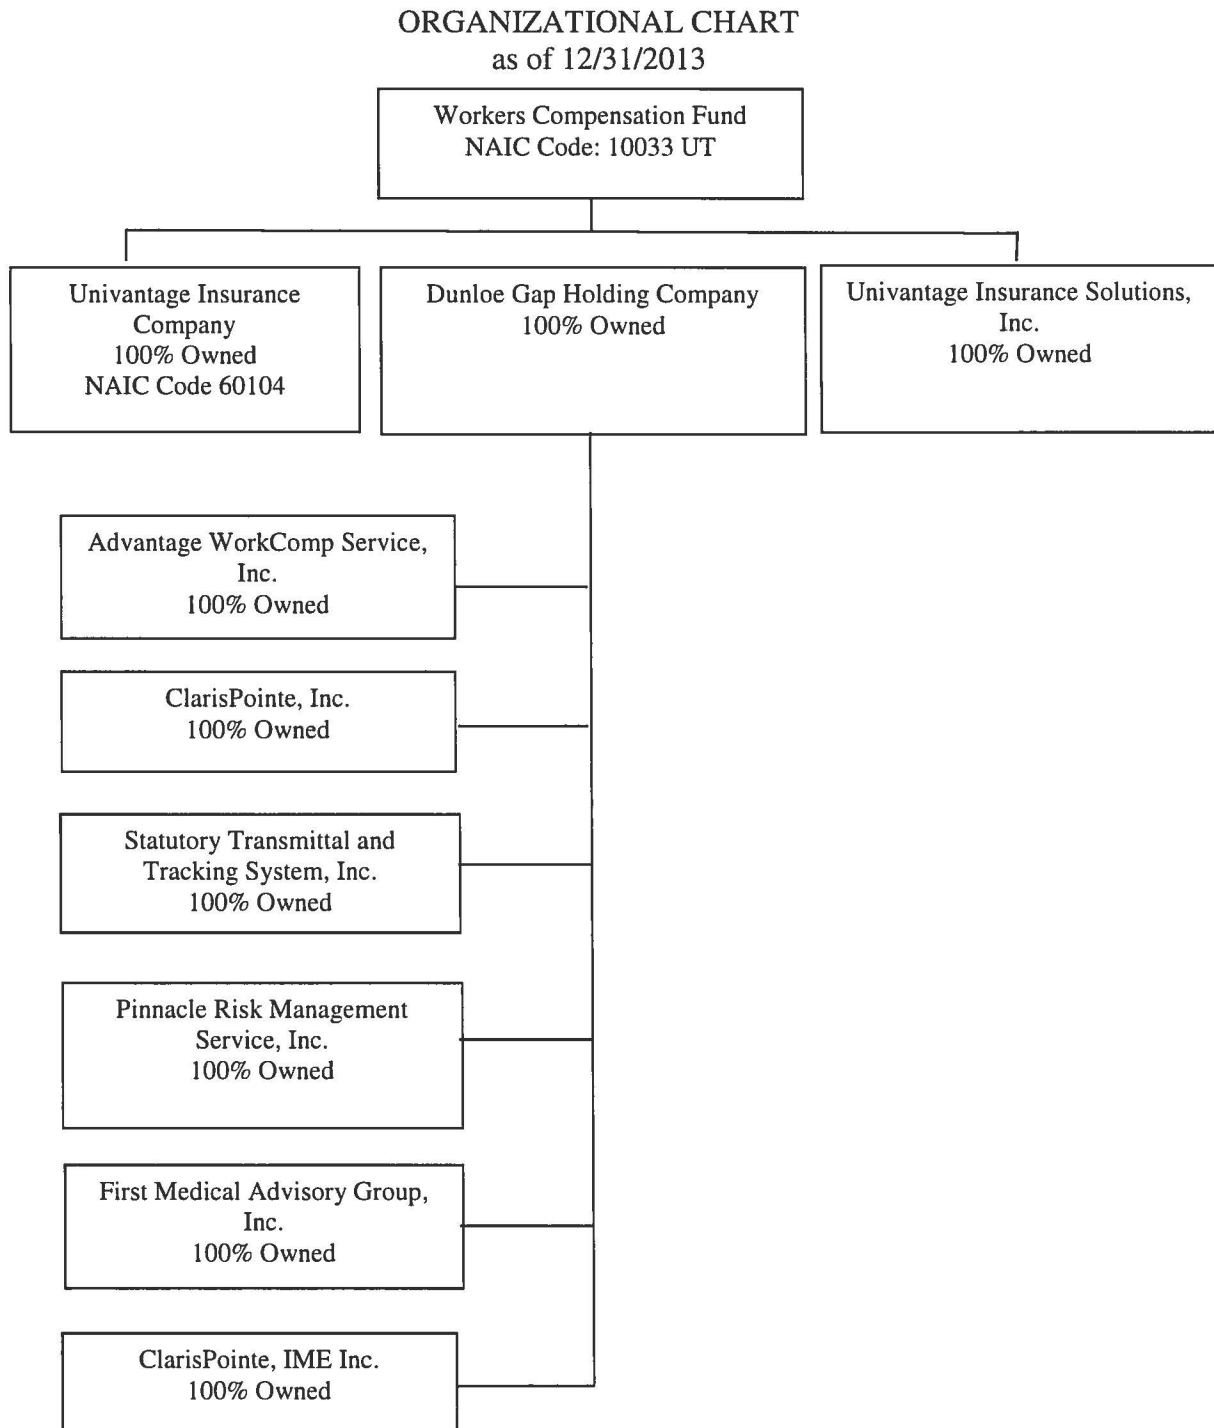 ORGANIZATIONAL CHART
as of 12/31/2013
Workers Compensation Fund
NAIC Code: 10033 UT
Univantage Insurance
Company
100% Owned
NAIC Code 60104
Dunloe Gap Holding Company
100% Owned
Univantage Insurance Solutions,
Inc.
100% Owned
Advantage WorkComp Service,
Inc.
100% Owned
ClarisPointe, Inc.
100% Owned
Statutory Transmittal and
Tracking System, Inc.
100% Owned
Pinnacle Risk Management
Service, Inc.
100% Owned
First Medical Advisory Group,
Inc.
100% Owned
ClarisPointe, IME Inc.
100% Owned